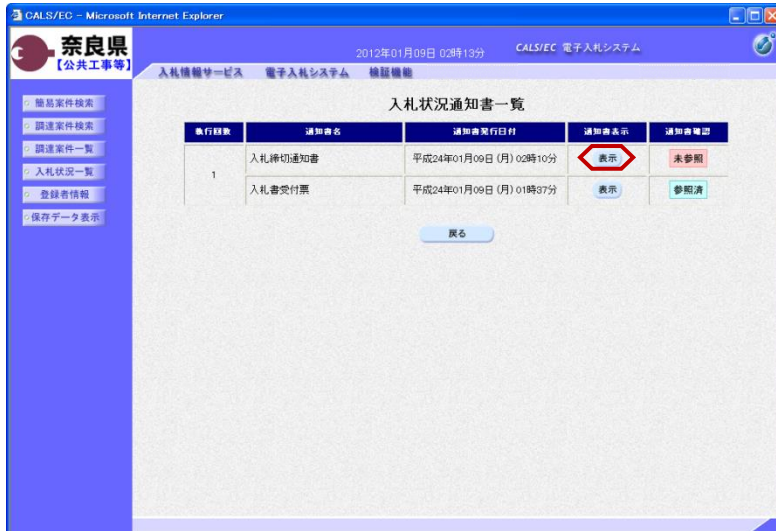 CALS/EC - Microsoft Internet Explorer
奈良県
【公共工事等】
2012年01月09日 02時13分
CALS/EC 電子入札システム
入札情報サービス 電子入札システム 検証機能
簡易案件検索
調達案件検索
調達案件一覧
入札状況一覧
登録者情報
保存データ表示
入札状況通知書一覧
執行回数 通知書名 通知書発行日付 通知書表示 通知書確認
1
入札締切通知書 平成24年01月09日 (月) 02時10分 表示 未参照
入札書受付票 平成24年01月09日 (月) 01時37分 表示 参照済
戻る